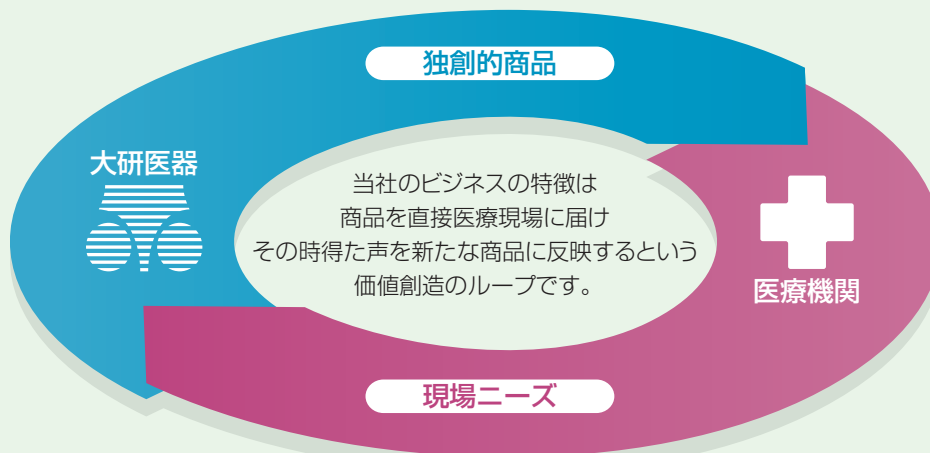 独創的商品
大研医器
当社のビジネスの特徴は
商品を直接医療現場に届け
その時得た声を新たな商品に反映するという
価値創造のループです。
医療機関
現場ニーズ